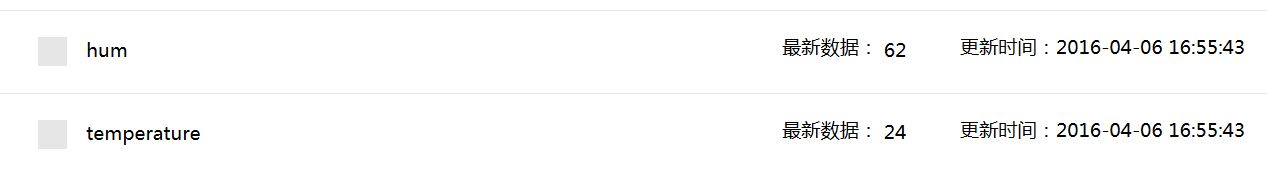 hum 最新数据： 62 更新时间：2016-04-06 16:55:43
temperature 最新数据： 24 更新时间：2016-04-06 16:55:43